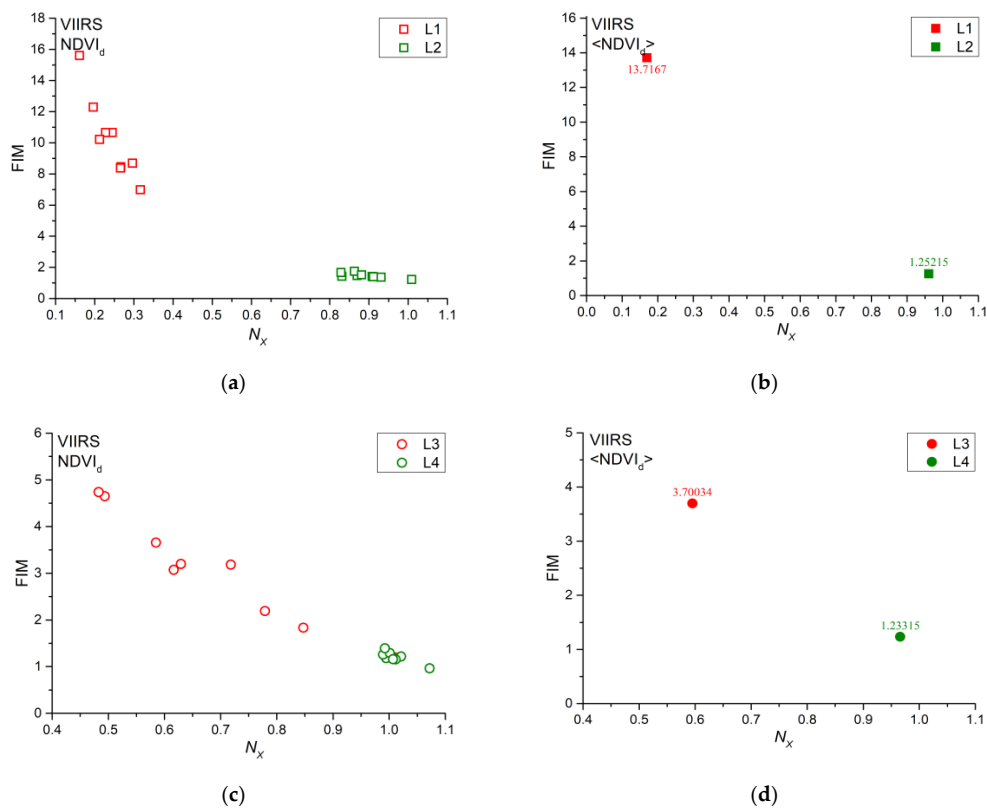 VIIRS
NDVI_d
L1
L2
18
16
14
12
10
8
6
4
2
0
FIM
0.1 0.2 0.3 0.4 0.5 0.6 0.7 0.8 0.9 1.0 1.1
N_X
(a)
VIIRS
<NDVI_d>
L1
L2
13.7167
1.25215
16
14
12
10
8
6
4
2
0
FIM
0.0 0.1 0.2 0.3 0.4 0.5 0.6 0.7 0.8 0.9 1.0 1.1
N_X
(b)
VIIRS
NDVI_d
L3
L4
6
5
4
3
2
1
0
FIM
0.4 0.5 0.6 0.7 0.8 0.9 1.0 1.1
N_X
(c)
VIIRS
<NDVI_d>
L3
L4
3.70034
1.23315
5
4
3
2
1
0
FIM
0.4 0.5 0.6 0.7 0.8 0.9 1.0 1.1
N_X
(d)